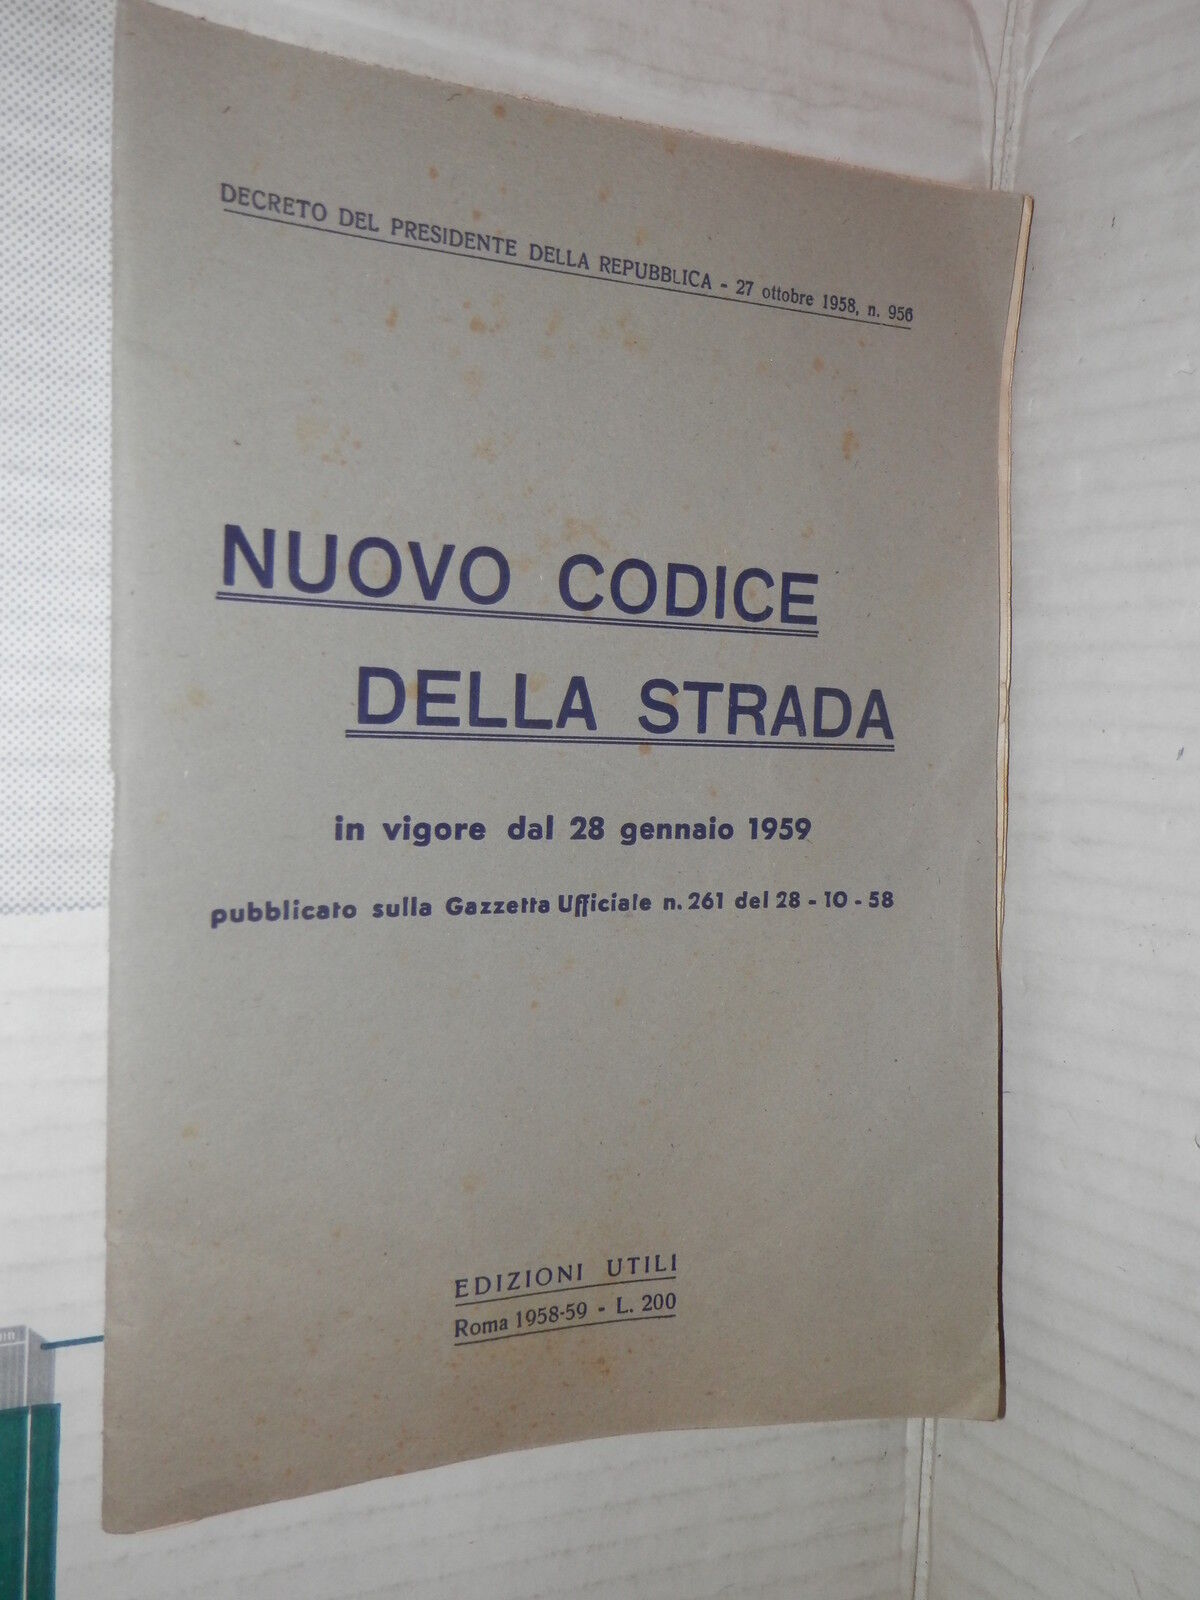 DECRETO DEL PRESIDENTE DELLA REPUBBLICA - 27 ottobre 1958, n. 956
NUOVO CODICE
DELLA STRADA
in vigore dal 28 gennaio 1959
pubblicato sulla Gazzetta Ufficiale n. 261 del 28 - 10 - 58
EDIZIONI UTILI
Roma 1958-59 - L. 200